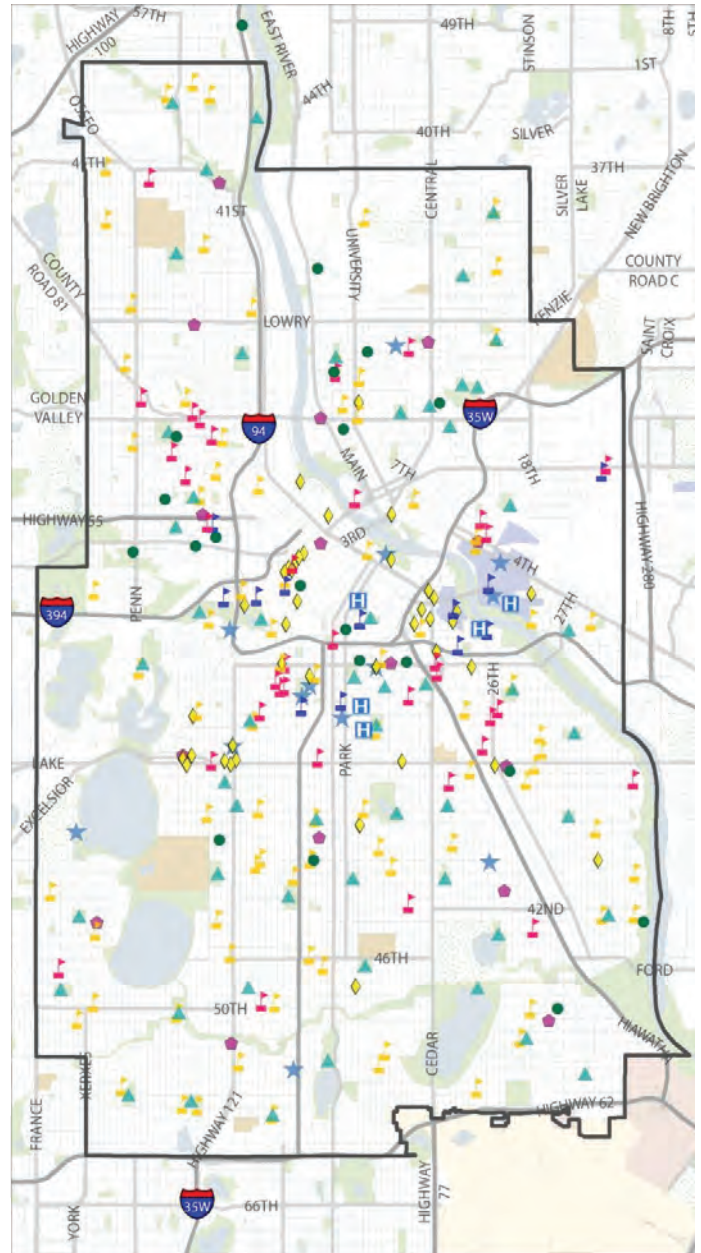 57TH
HIGHWAY
100
EAST RIVER
49TH
STINSON
8TH
5TH
1ST
44TH
OSSEO
40TH
SILVER
45TH
CENTRAL
37TH
SILVER
LAKE
NEW BRIGHTON
41ST
UNIVERSITY
COUNTY
ROAD 81
COUNTY
ROAD C
LOWRY
KENZIE
SAINT
CROIX
GOLDEN
VALLEY
94
35W
MAIN
7TH
18TH
HIGHWAY 55
3RD
4TH
HIGHWAY 280
PENN
394
H
H
27TH
H
26TH
H
H
PARK
LAKE
EXCELSIOR
42ND
46TH
FORD
50TH
HIAWATHA
XERXES
CEDAR
HIGHWAY 121
HIGHWAY 62
FRANCE
YORK
35W
66TH
HIGHWAY
77